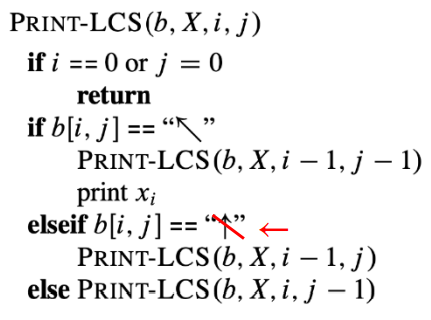 PRINT-LCS(b, X, i, j)
if i == 0 or j = 0
return
if b[i, j] == “↖”
PRINT-LCS(b, X, i − 1, j − 1)
print xᵢ
elseif b[i, j] == “↑” ←
PRINT-LCS(b, X, i − 1, j)
else PRINT-LCS(b, X, i, j − 1)